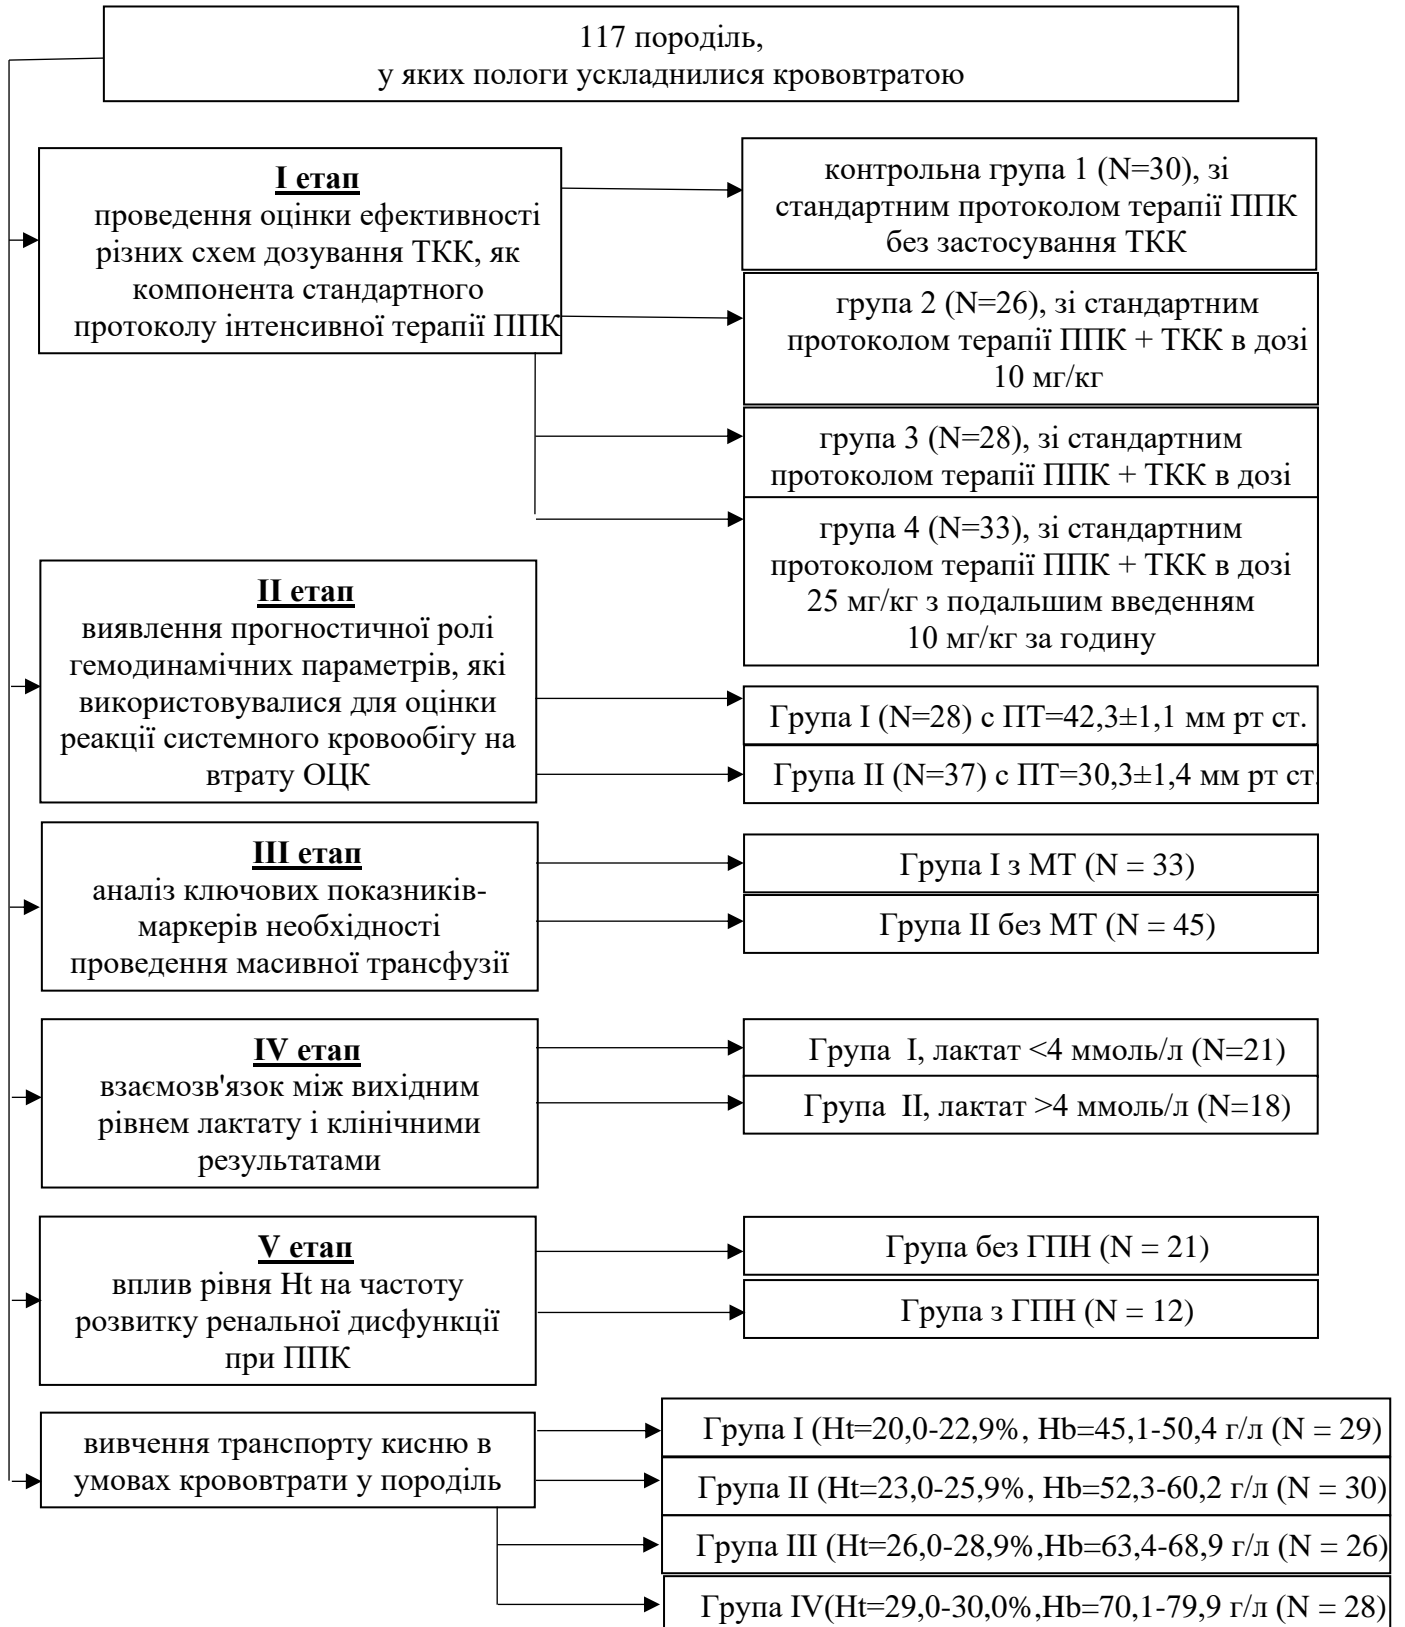 117 породіль,
у яких пологи ускладнилися крововтратою
I етап
проведення оцінки ефективності
різних схем дозування ТКК, як
компонента стандартного
протоколу інтенсивної терапії ППК
контрольна група 1 (N=30), зі
стандартним протоколом терапії ППК
без застосування ТКК
група 2 (N=26), зі стандартним
протоколом терапії ППК + ТКК в дозі
10 мг/кг
група 3 (N=28), зі стандартним
протоколом терапії ППК + ТКК в дозі
група 4 (N=33), зі стандартним
протоколом терапії ППК + ТКК в дозі
25 мг/кг з подальшим введенням
10 мг/кг за годину
II етап
виявлення прогностичної ролі
гемодинамічних параметрів, які
використовувалися для оцінки
реакції системного кровообігу на
втрату ОЦК
Група I (N=28) с ПТ=42,3±1,1 мм рт ст.
Група II (N=37) с ПТ=30,3±1,4 мм рт ст.
III етап
аналіз ключових показників-
маркерів необхідності
проведення масивної трансфузії
Група I з МТ (N = 33)
Група II без МТ (N = 45)
IV етап
взаємозв'язок між вихідним
рівнем лактату і клінічними
результатами
Група I, лактат <4 ммоль/л (N=21)
Група II, лактат >4 ммоль/л (N=18)
V етап
вплив рівня Ht на частоту
розвитку ренальної дисфункції
при ППК
Група без ГПН (N = 21)
Група з ГПН (N = 12)
вивчення транспорту кисню в
умовах крововтрати у породіль
Група I (Ht=20,0-22,9%, Hb=45,1-50,4 г/л (N = 29)
Група II (Ht=23,0-25,9%, Hb=52,3-60,2 г/л (N = 30)
Група III (Ht=26,0-28,9%,Hb=63,4-68,9 г/л (N = 26)
Група IV(Ht=29,0-30,0%,Hb=70,1-79,9 г/л (N = 28)